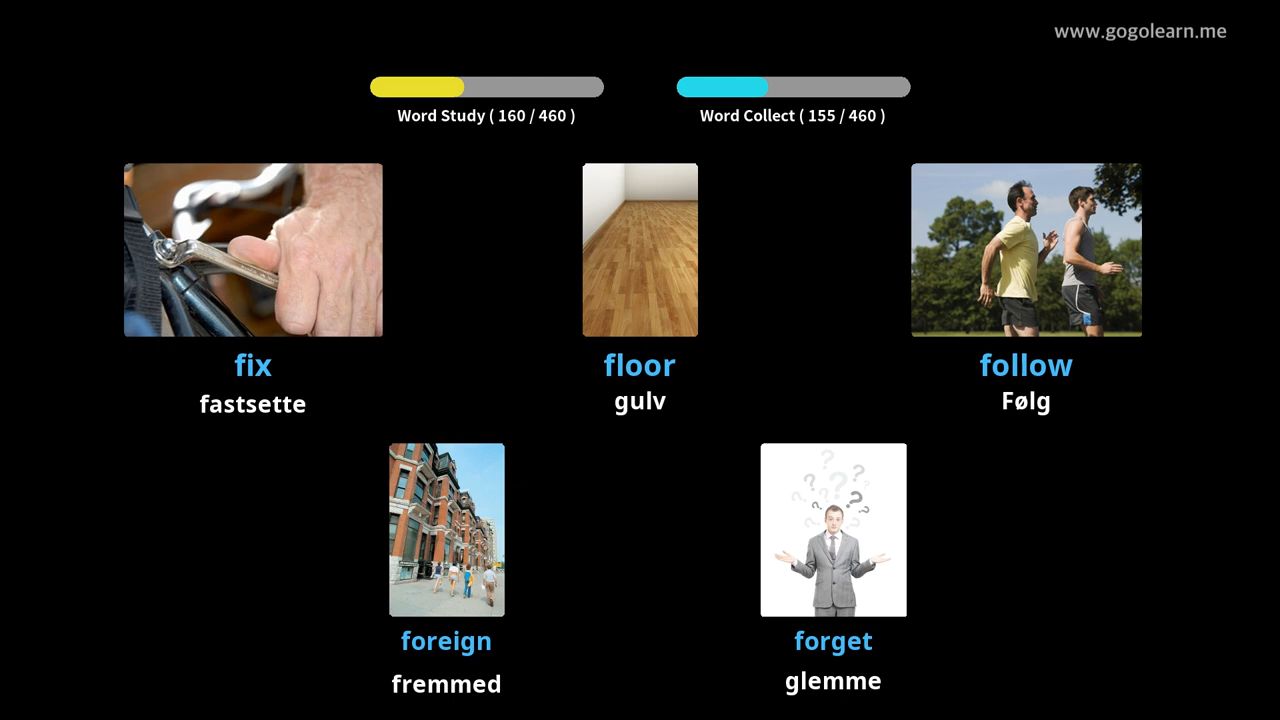 www.gogolearn.me
Word Study ( 160 / 460 )
Word Collect ( 155 / 460 )
fix
fastsette
floor
gulv
follow
Følg
foreign
fremmed
forget
glemme